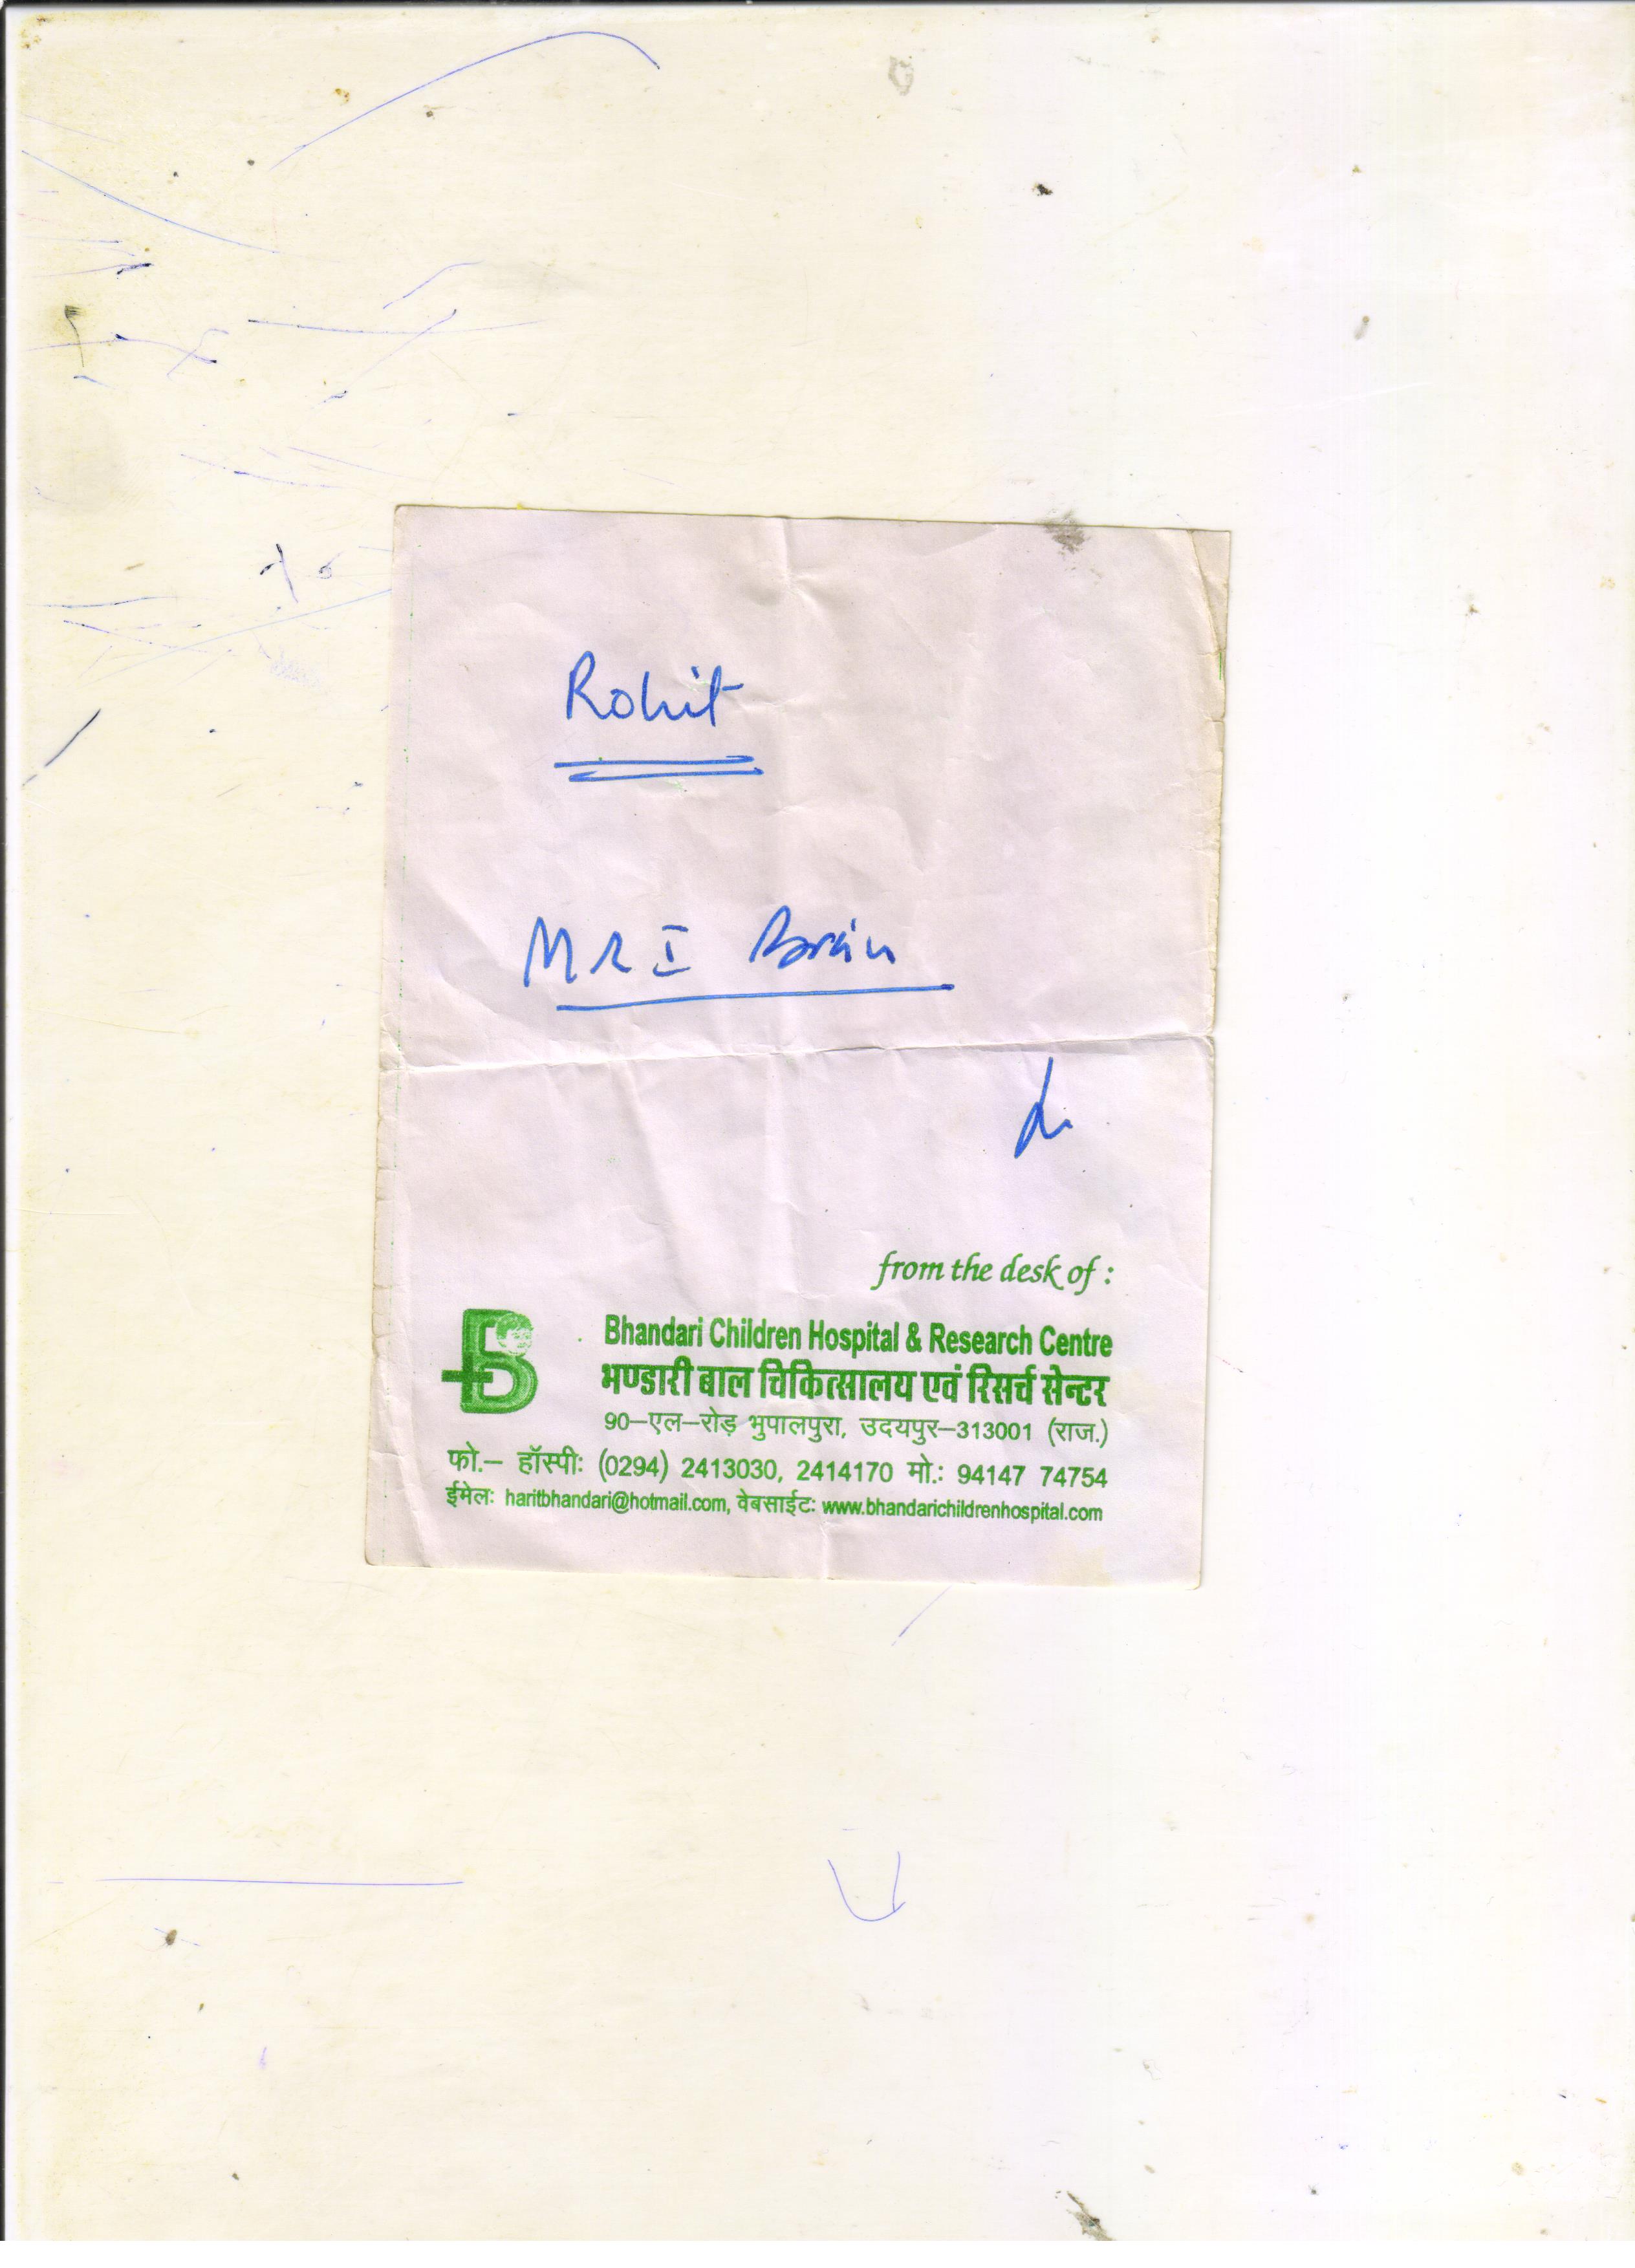 Rohit
MRI Brain
from the desk of :
Bhandari Children Hospital & Research Centre
भण्डारी बाल चिकित्सालय एवं रिसर्च सेन्टर
90–एल–रोड़ भुपालपुरा, उदयपुर–313001 (राज.)
फो.– हॉस्पी: (0294) 2413030, 2414170 मो.: 94147 74754
ईमेल: haritbhandari@hotmail.com, वेबसाईट: www.bhandarichildrenhospital.com